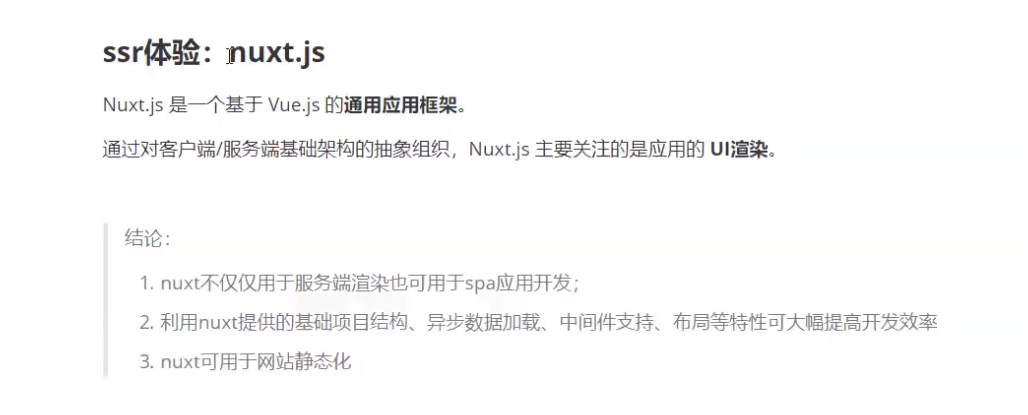 ssr体验：nuxt.js
Nuxt.js 是一个基于 Vue.js 的通用应用框架。
通过对客户端/服务端基础架构的抽象组织，Nuxt.js 主要关注的是应用的 UI渲染。
结论：
1. nuxt不仅仅用于服务端渲染也可用于spa应用开发；
2. 利用nuxt提供的基础项目结构、异步数据加载、中间件支持、布局等特性可大幅提高开发效率
3. nuxt可用于网站静态化